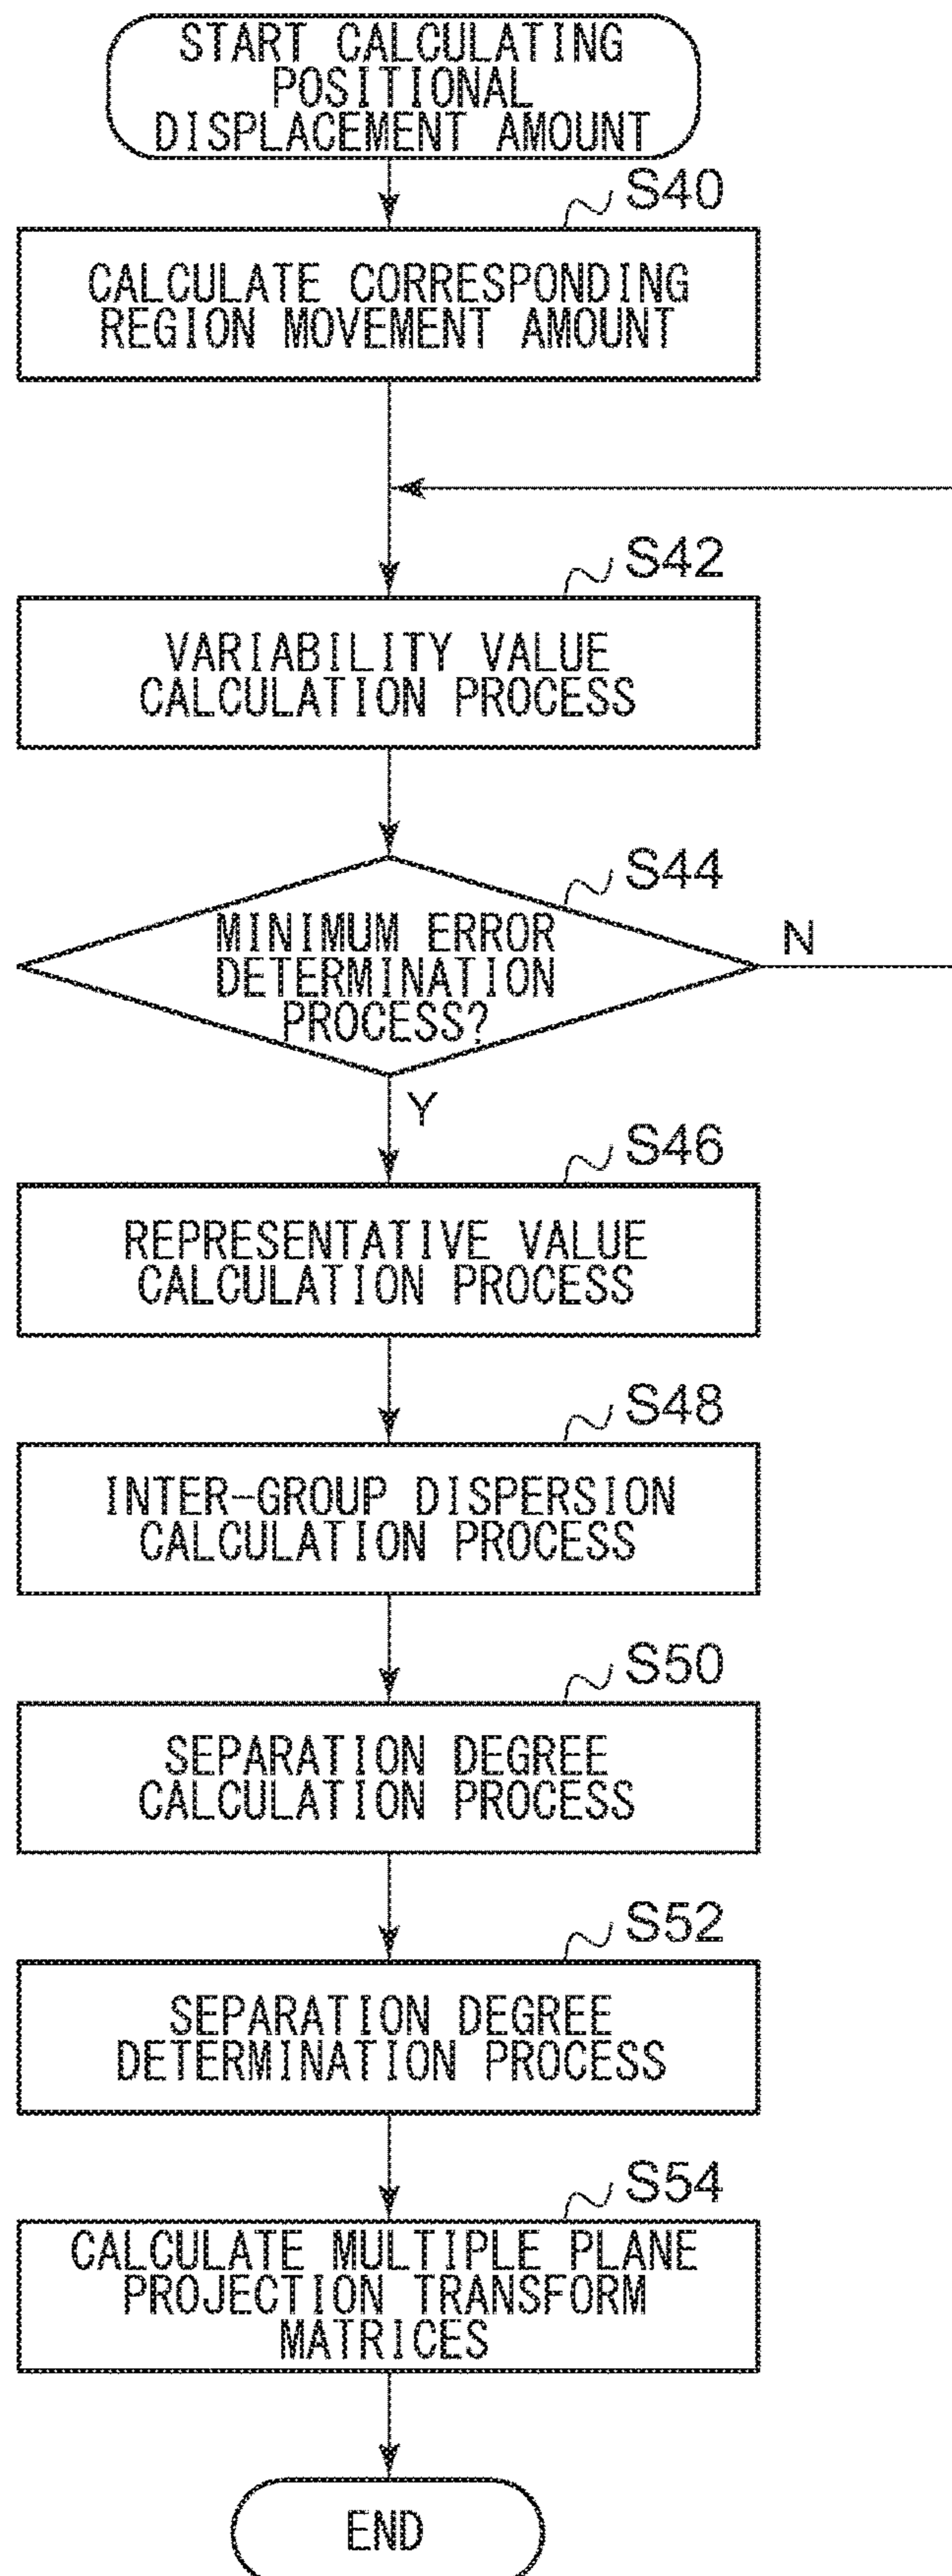 START CALCULATING
POSITIONAL
DISPLACEMENT AMOUNT
S40
CALCULATE CORRESPONDING
REGION MOVEMENT AMOUNT
S42
VARIABILITY VALUE
CALCULATION PROCESS
S44
MINIMUM ERROR
DETERMINATION
PROCESS?
N
Y
S46
REPRESENTATIVE VALUE
CALCULATION PROCESS
S48
INTER-GROUP DISPERSION
CALCULATION PROCESS
S50
SEPARATION DEGREE
CALCULATION PROCESS
S52
SEPARATION DEGREE
DETERMINATION PROCESS
S54
CALCULATE MULTIPLE PLANE
PROJECTION TRANSFORM
MATRICES
END